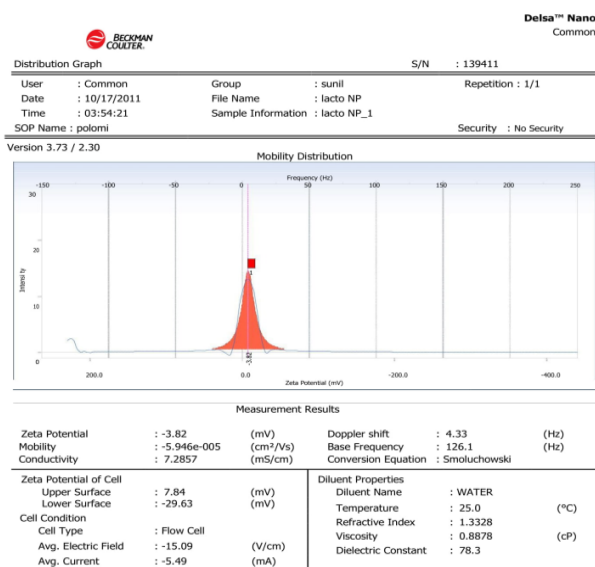 Delsa™ Nano
Common
BECKMAN
COULTER.
Distribution Graph S/N : 139411
User : Common Group : sunil Repetition : 1/1
Date : 10/17/2011 File Name : lacto NP
Time : 03:54:21 Sample Information : lacto NP_1
SOP Name : polomi Security : No Security
Version 3.73 / 2.30
Mobility Distribution
Frequency (Hz)
-150 -100 -50 0 50 100 150 200 250
30
20
10
0
Intensity
1
-3.82
200.0 0.0 -200.0 -400.0
Zeta Potential (mV)
Measurement Results
Zeta Potential : -3.82 (mV) Doppler shift : 4.33 (Hz)
Mobility : -5.946e-005 (cm²/Vs) Base Frequency : 126.1 (Hz)
Conductivity : 7.2857 (mS/cm) Conversion Equation : Smoluchowski
Zeta Potential of Cell Diluent Properties
Upper Surface : 7.84 (mV) Diluent Name : WATER
Lower Surface : -29.63 (mV) Temperature : 25.0 (°C)
Cell Condition Refractive Index : 1.3328
Cell Type : Flow Cell Viscosity : 0.8878 (cP)
Avg. Electric Field : -15.09 (V/cm) Dielectric Constant : 78.3
Avg. Current : -5.49 (mA)